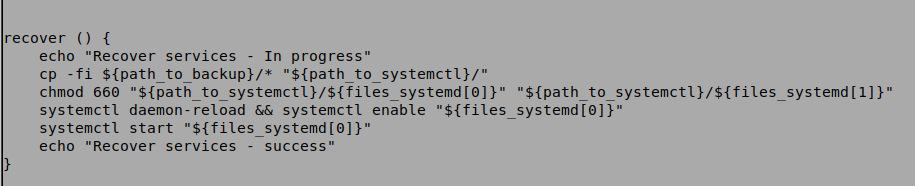 recover () {
    echo "Recover services - In progress"
    cp -fi ${path_to_backup}/* "${path_to_systemctl}/"
    chmod 660 "${path_to_systemctl}/${files_systemd[0]}" "${path_to_systemctl}/${files_systemd[1]}"
    systemctl daemon-reload && systemctl enable "${files_systemd[0]}"
    systemctl start "${files_systemd[0]}"
    echo "Recover services - success"
}